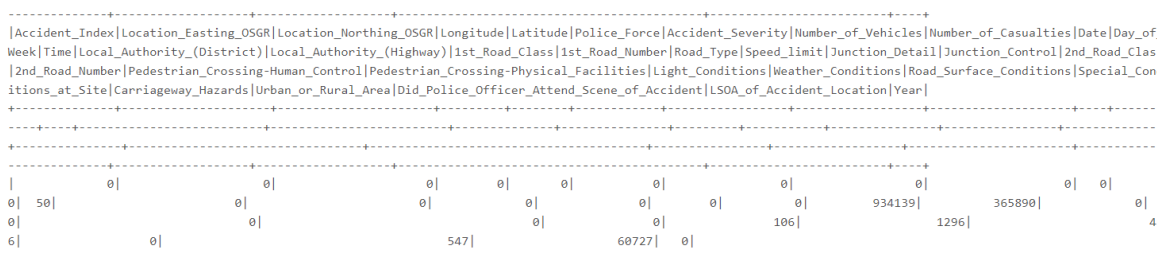 --------------+-------------------+-------------------+------------------------------------------+-------------------------+----+
|Accident_Index|Location_Easting_OSGR|Location_Northing_OSGR|Longitude|Latitude|Police_Force|Accident_Severity|Number_of_Vehicles|Number_of_Casualties|Date|Day_of_
Week|Time|Local_Authority_(District)|Local_Authority_(Highway)|1st_Road_Class|1st_Road_Number|Road_Type|Speed_limit|Junction_Detail|Junction_Control|2nd_Road_Clas
|2nd_Road_Number|Pedestrian_Crossing-Human_Control|Pedestrian_Crossing-Physical_Facilities|Light_Conditions|Weather_Conditions|Road_Surface_Conditions|Special_Con
itions_at_Site|Carriageway_Hazards|Urban_or_Rural_Area|Did_Police_Officer_Attend_Scene_of_Accident|LSOA_of_Accident_Location|Year|
+--------------+---------------------+----------------------+---------+--------+------------+-----------------+------------------+--------------------+----+-------
----+----+--------------------------+-------------------------+--------------+---------------+---------+-----------+---------------+----------------+-------------
+---------------+---------------------------------+---------------------------------------+----------------+------------------+-----------------------+-----------
--------------+-------------------+-------------------+-------------------------------------------+-------------------------+----+
| 0| 0| 0| 0| 0| 0| 0| 0| 0| 0|
0| 50| 0| 0| 0| 0| 0| 0| 934139| 365890| 0|
0| 0| 0| 0| 106| 1296| 4
6| 0| 547| 60727| 0|